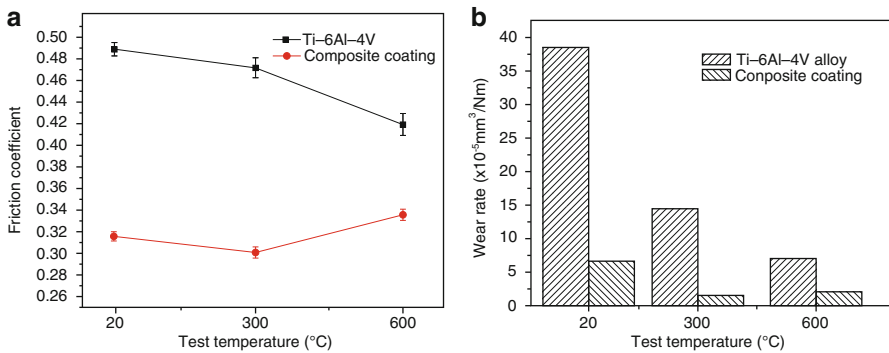 a
Ti–6Al–4V
Composite coating
0.50
0.48
0.46
0.44
0.42
0.40
0.38
0.36
0.34
0.32
0.30
0.28
0.26
Friction coefficient
20
300
600
Test temperature (°C)
b
Ti–6Al–4V alloy
Conposite coating
40
35
30
25
20
15
10
5
0
Wear rate (x10-5mm3/Nm)
20
300
600
Test temperature (°C)